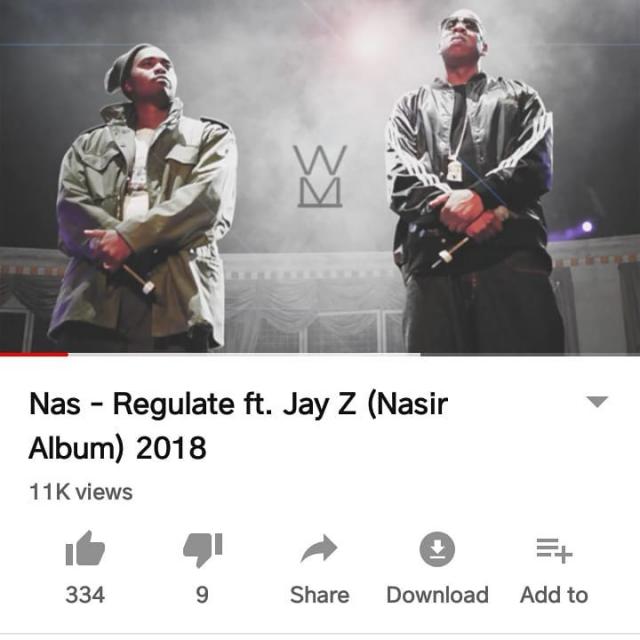 W
M
Nas - Regulate ft. Jay Z (Nasir
Album) 2018
11K views
334
9
Share
Download
Add to